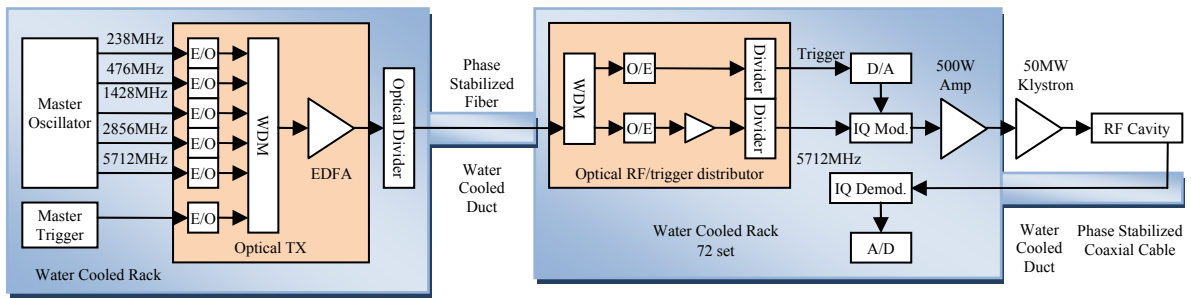 238MHz
476MHz
1428MHz
2856MHz
5712MHz
Master
Oscillator
Master
Trigger
E/O
E/O
E/O
E/O
E/O
E/O
WDM
EDFA
Optical TX
Optical Divider
Water Cooled Rack
Phase
Stabilized
Fiber
Water
Cooled
Duct
WDM
O/E
O/E
Divider
Divider
Optical RF/trigger distributor
Trigger
5712MHz
D/A
IQ Mod.
IQ Demod.
A/D
Water Cooled Rack
72 set
500W
Amp
50MW
Klystron
RF Cavity
Water
Cooled
Duct
Phase Stabilized
Coaxial Cable